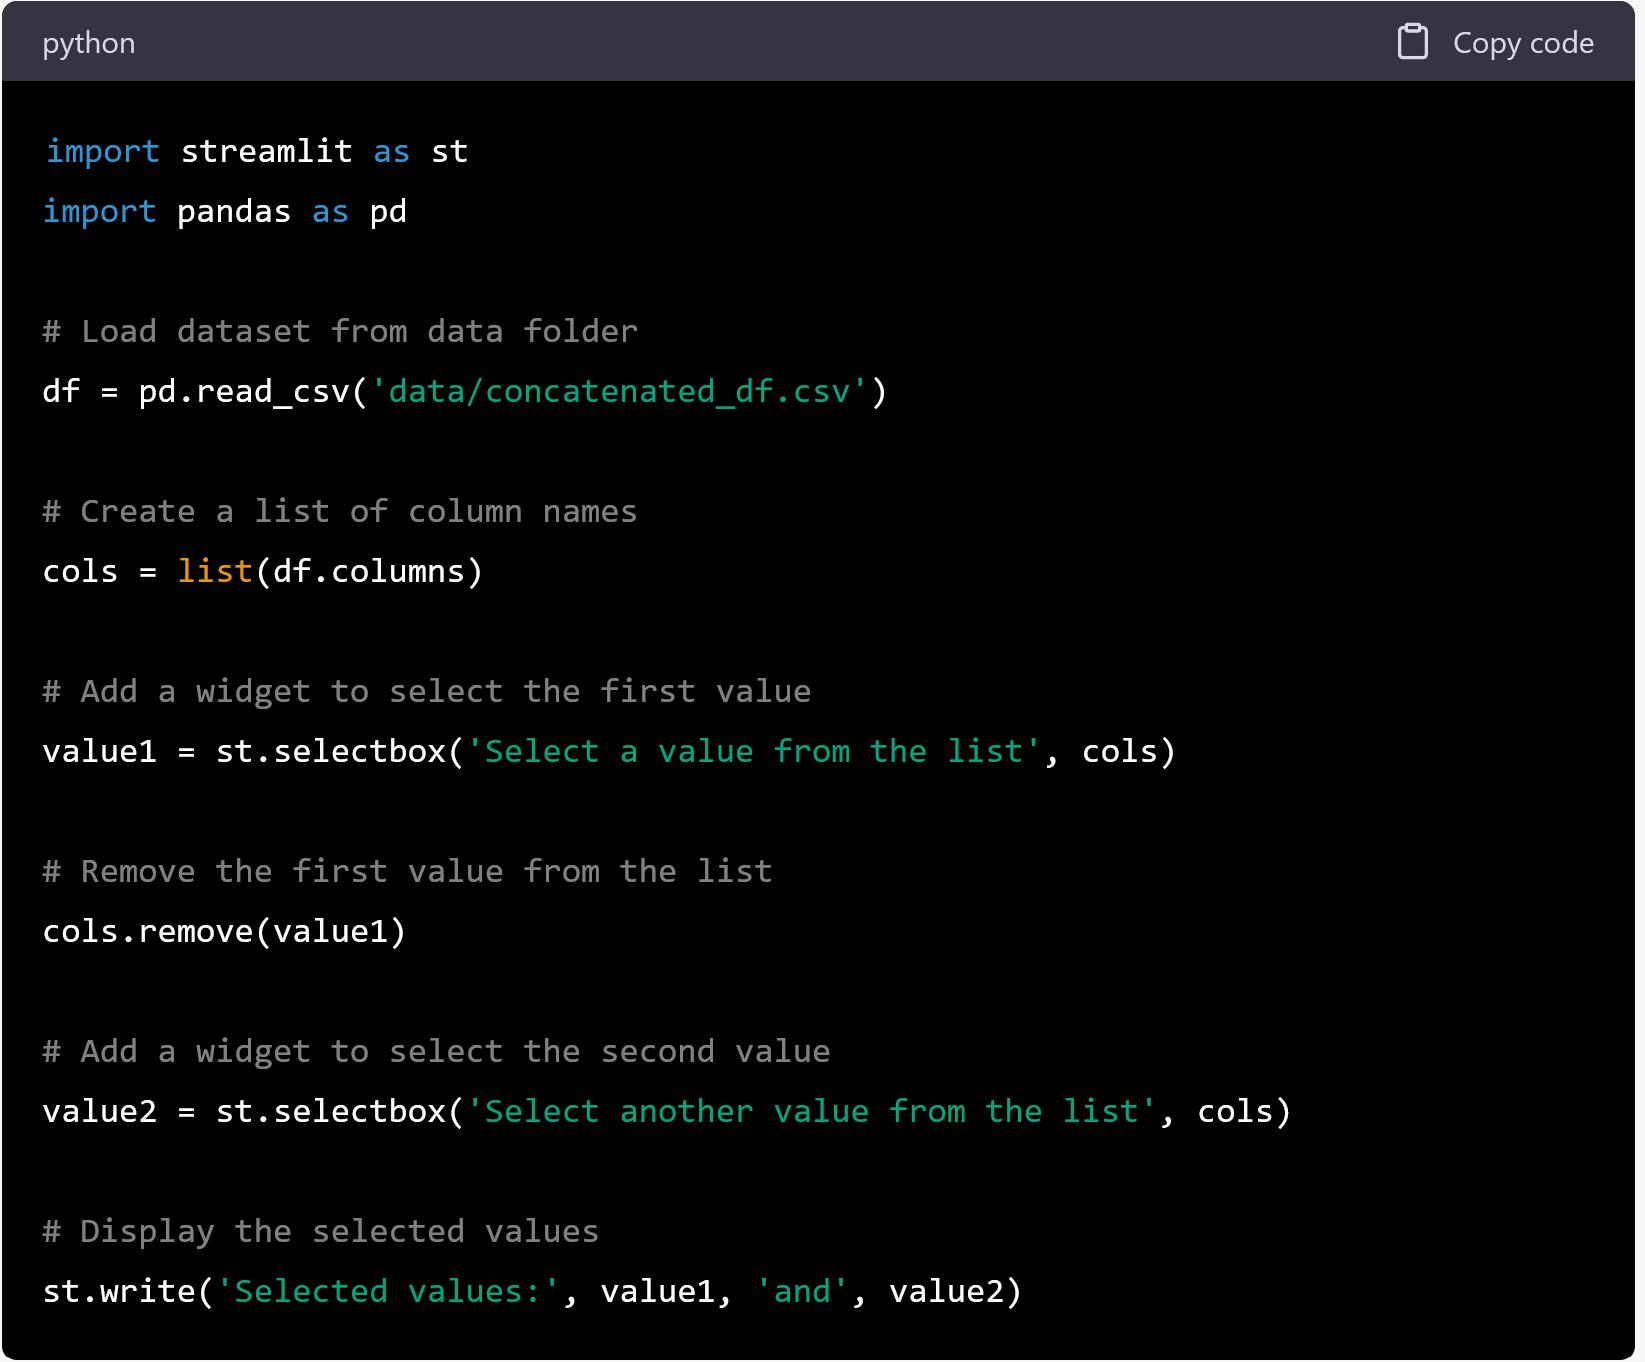 python
Copy code
import streamlit as st
import pandas as pd
# Load dataset from data folder
df = pd.read_csv('data/concatenated_df.csv')
# Create a list of column names
cols = list(df.columns)
# Add a widget to select the first value
value1 = st.selectbox('Select a value from the list', cols)
# Remove the first value from the list
cols.remove(value1)
# Add a widget to select the second value
value2 = st.selectbox('Select another value from the list', cols)
# Display the selected values
st.write('Selected values:', value1, 'and', value2)